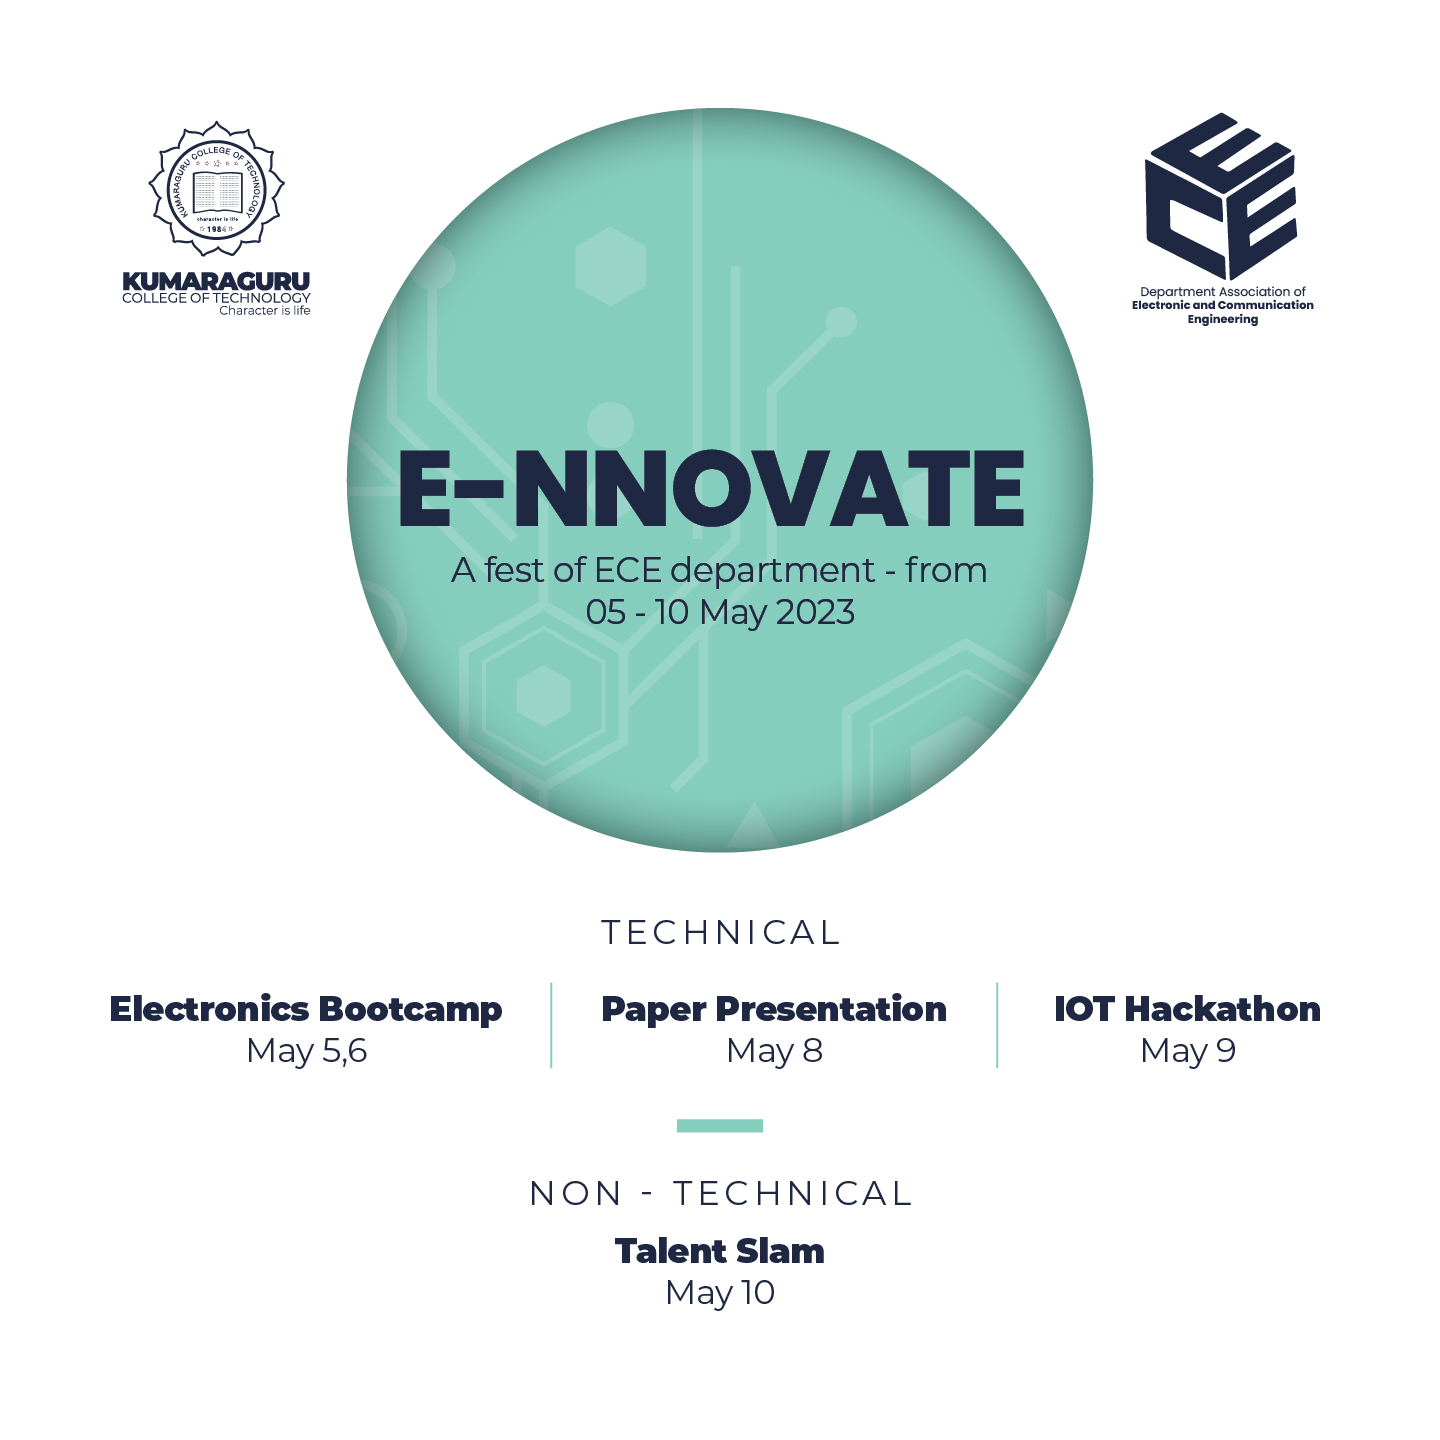 KUMARAGURU COLLEGE OF TECHNOLOGY
character is life
1984
KUMARAGURU
COLLEGE OF TECHNOLOGY
Character is life
ECE
Department Association of
Electronic and Communication
Engineering
E-NNOVATE
A fest of ECE department - from
05 - 10 May 2023
TECHNICAL
Electronics Bootcamp
May 5,6
Paper Presentation
May 8
IOT Hackathon
May 9
NON - TECHNICAL
Talent Slam
May 10